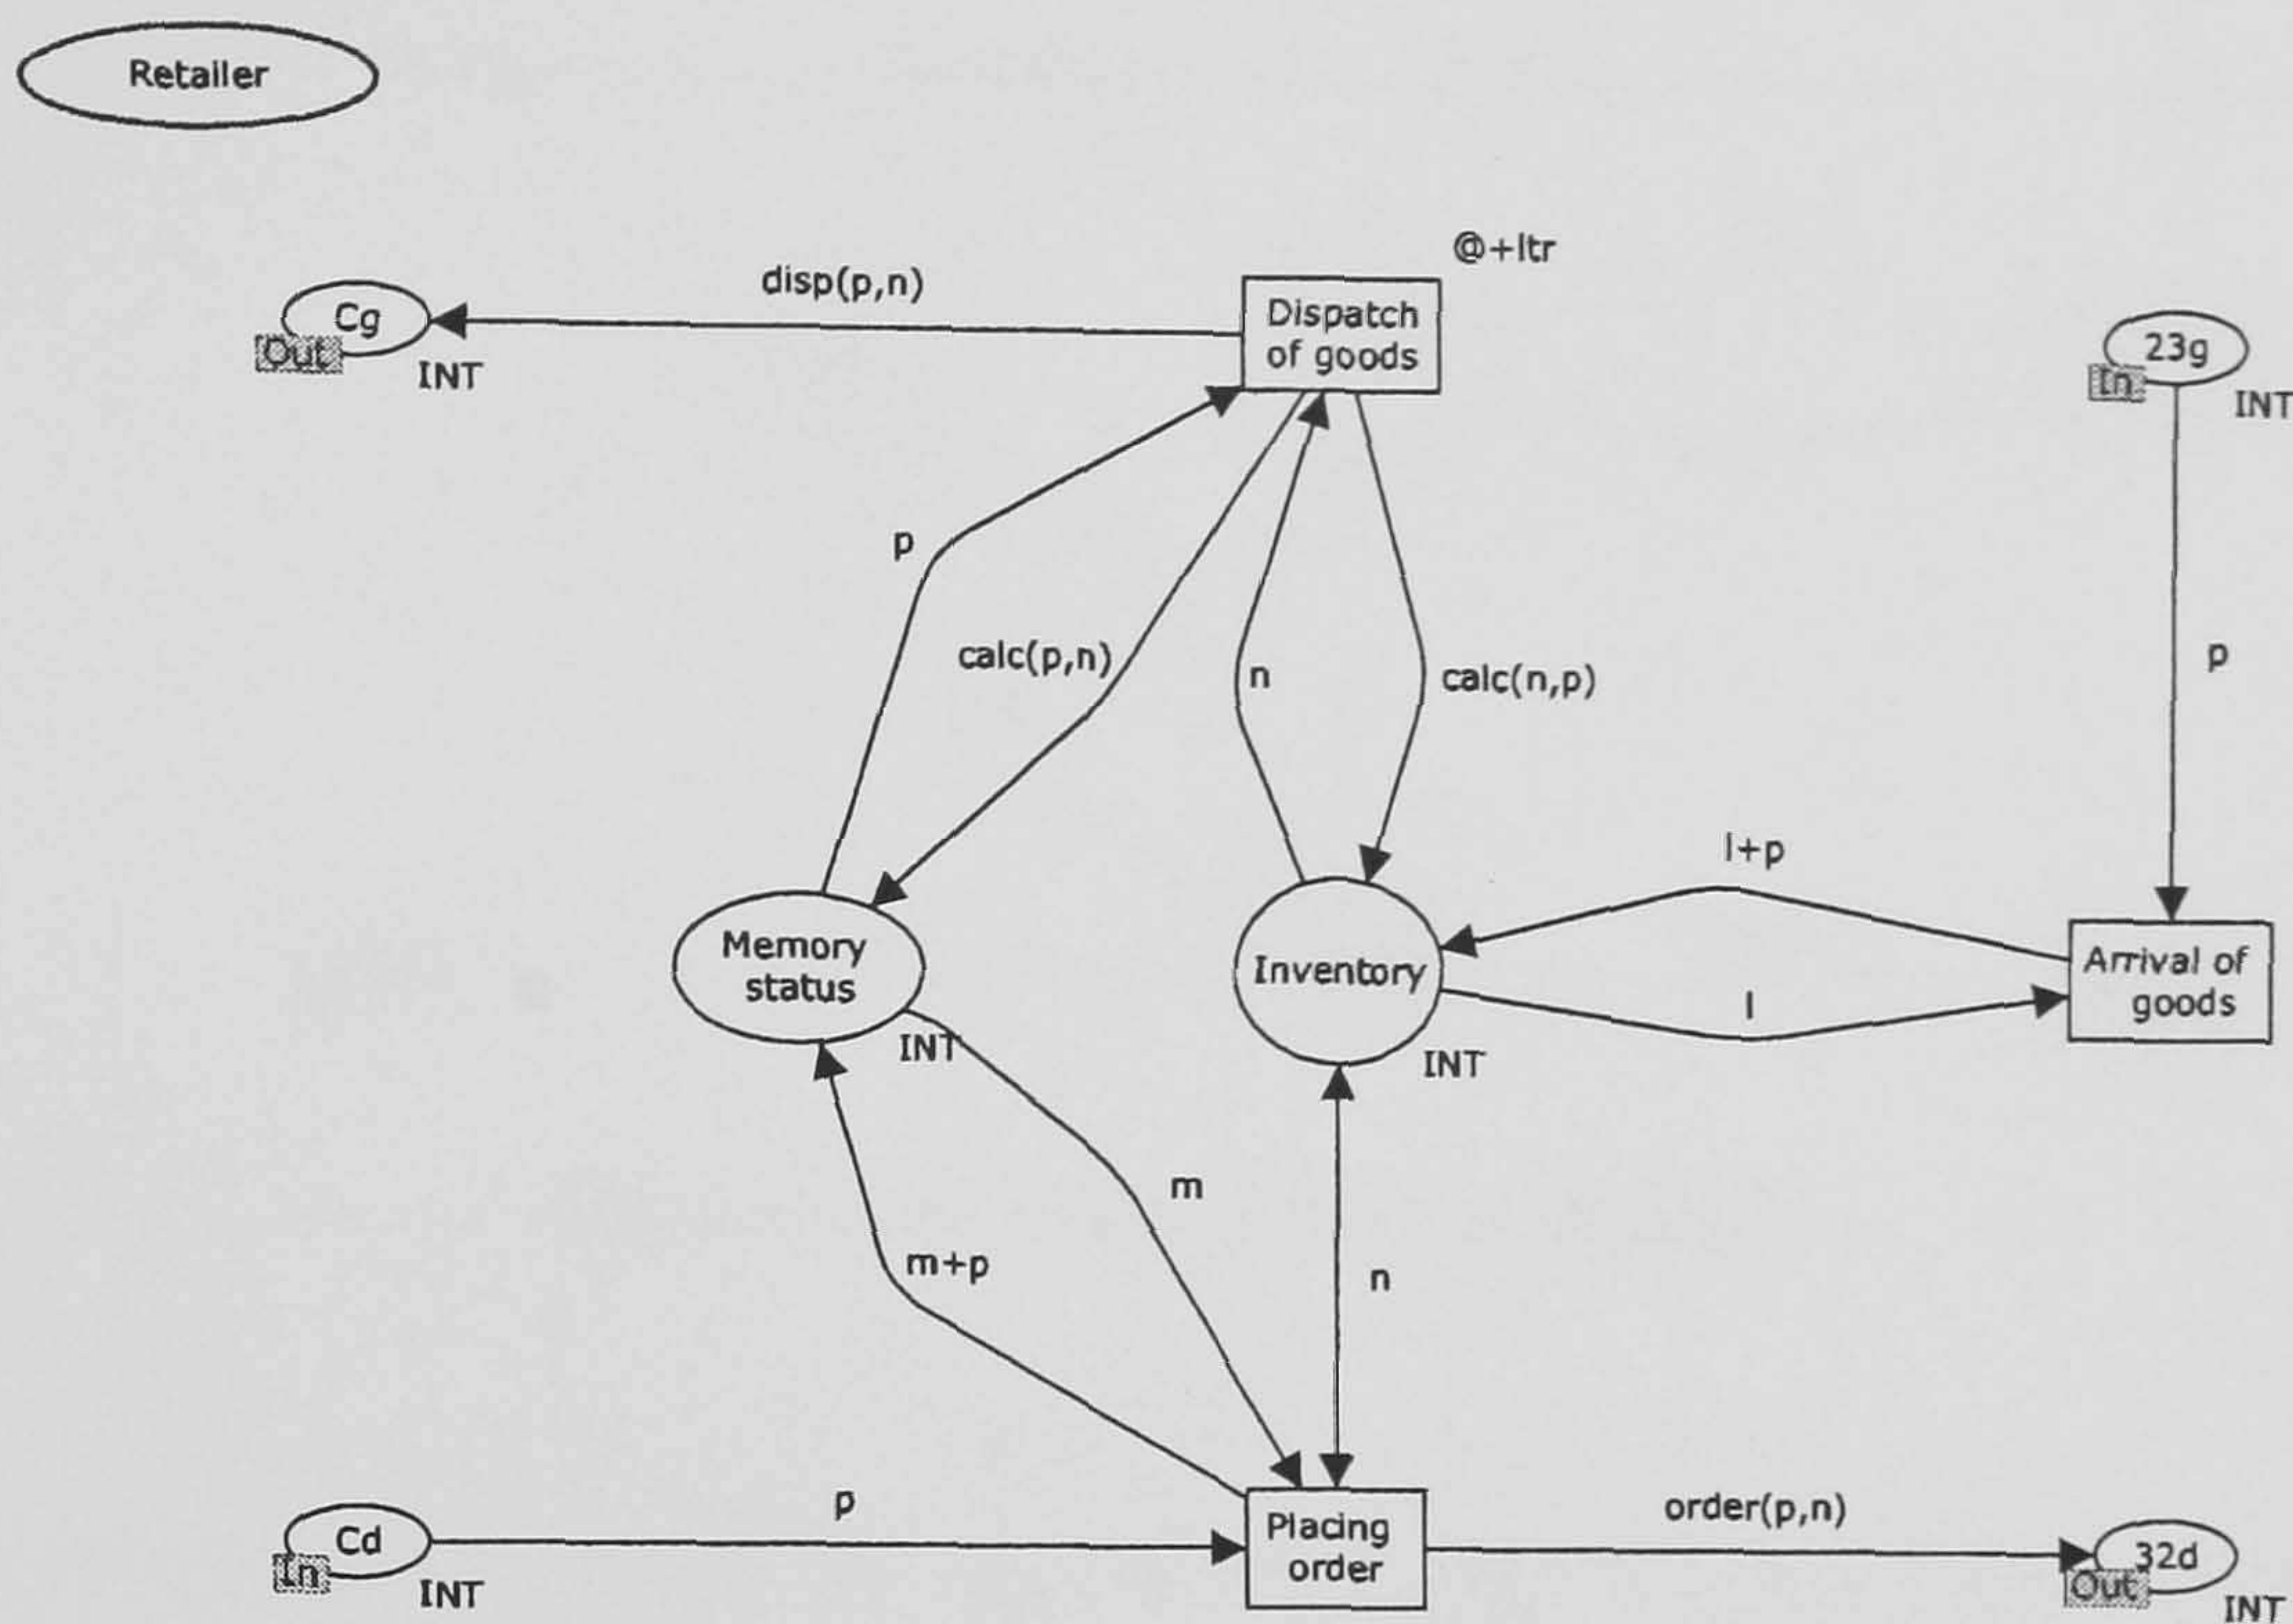 Retailer
@+ltr
disp(p,n)
Dispatch
of goods
Cg
Out
INT
23g
In
INT
p
calc(p,n)
n
calc(n,p)
p
l+p
Memory
status
INT
Inventory
INT
l
Arrival of
goods
m
m+p
n
p
order(p,n)
Cd
In
INT
Placing
order
32d
Out
INT